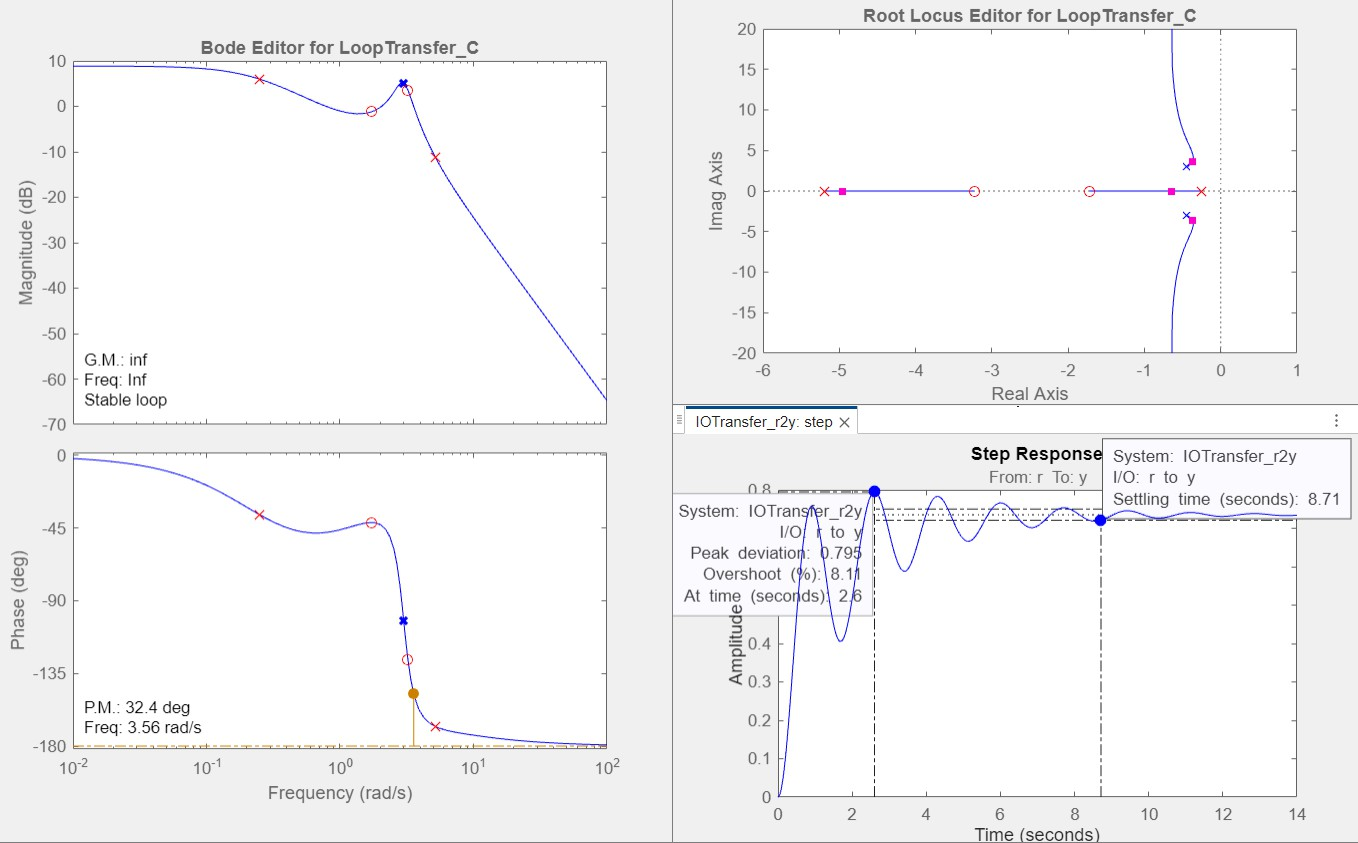 Bode Editor for LoopTransfer_C
10
0
-10
-20
-30
-40
-50
-60
-70
Magnitude (dB)
G.M.: inf
Freq: Inf
Stable loop
0
-45
-90
-135
-180
Phase (deg)
P.M.: 32.4 deg
Freq: 3.56 rad/s
10-2
10-1
100
101
102
Frequency (rad/s)
Root Locus Editor for LoopTransfer_C
20
15
10
5
0
-5
-10
-15
-20
Imag Axis
-6
-5
-4
-3
-2
-1
0
1
Real Axis
IOTransfer_r2y: step
Step Response
From: r To: y
System: IOTransfer_r2y
I/O: r to y
Settling time (seconds): 8.71
System: IOTransfer_r2y
I/O: r to y
Peak deviation: 0.795
Overshoot (%): 8.11
At time (seconds): 2.6
0.8
0.4
0.3
0.2
0.1
0
Amplitude
0
2
4
6
8
10
12
14
Time (seconds)